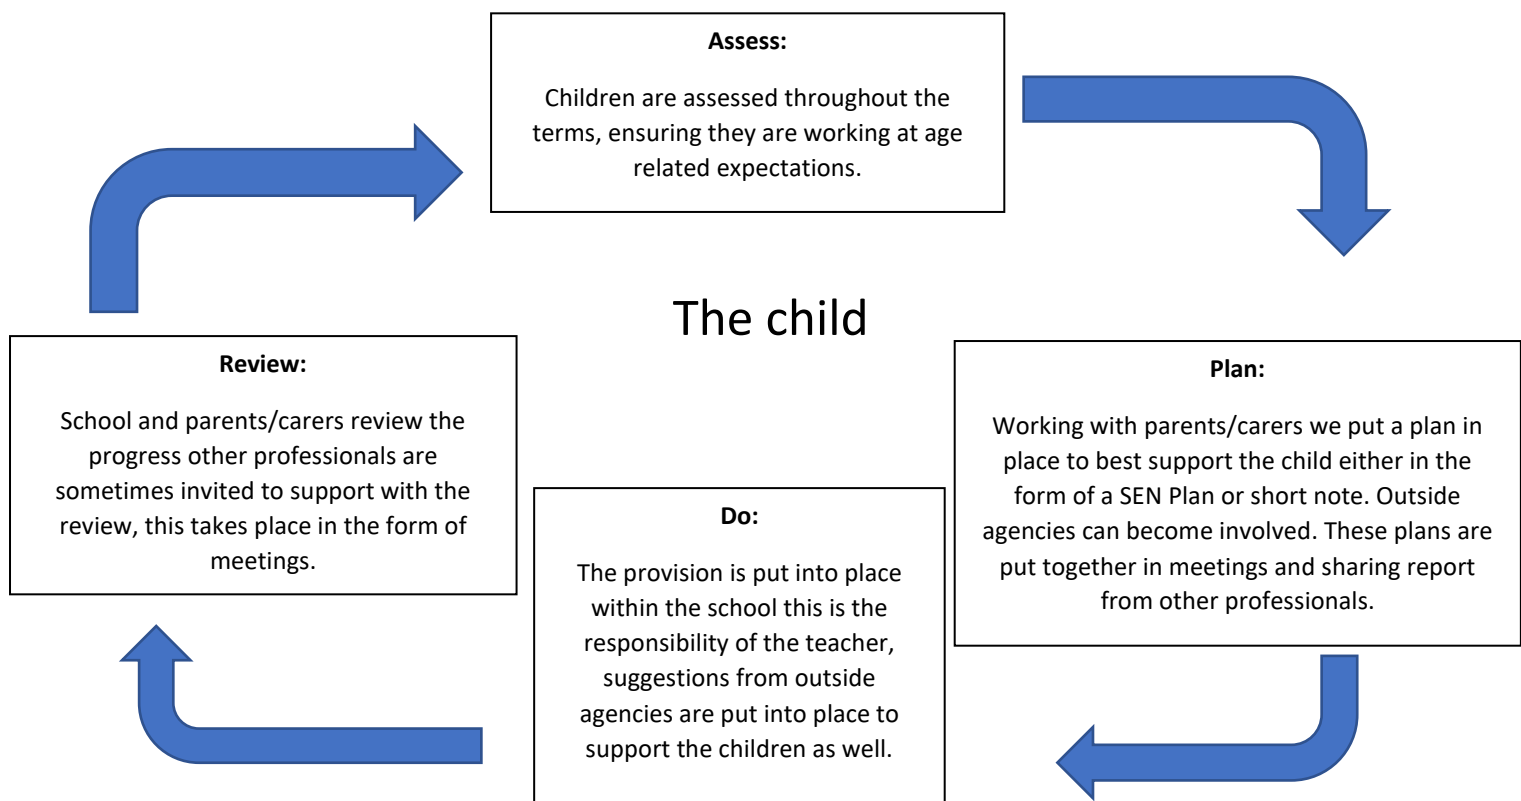 Assess:
Children are assessed throughout the
terms, ensuring they are working at age
related expectations.
The child
Plan:
Working with parents/carers we put a plan in
place to best support the child either in the
form of a SEN Plan or short note. Outside
agencies can become involved. These plans are
put together in meetings and sharing report
from other professionals.
Do:
The provision is put into place
within the school this is the
responsibility of the teacher,
suggestions from outside
agencies are put into place to
support the children as well.
Review:
School and parents/carers review the
progress other professionals are
sometimes invited to support with the
review, this takes place in the form of
meetings.